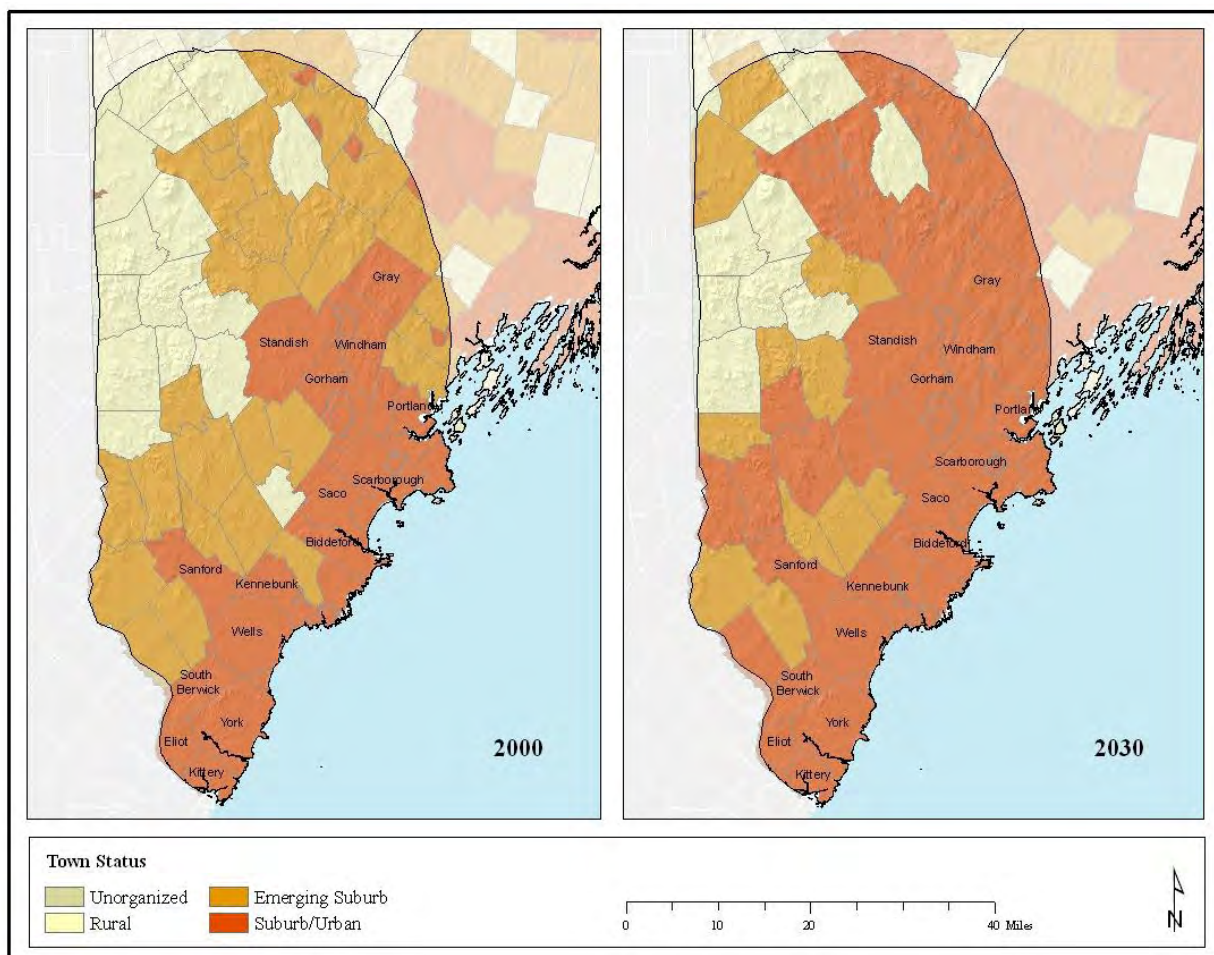 Gray
Standish
Windham
Gorham
Portland
Scarborough
Saco
Biddeford
Sanford
Kennebunk
Wells
South
Berwick
York
Eliot
Kittery
2000
Gray
Standish
Windham
Gorham
Portland
Scarborough
Saco
Biddeford
Sanford
Kennebunk
Wells
South
Berwick
York
Eliot
Kittery
2030
Town Status
Unorganized
Emerging Suburb
Rural
Suburb/Urban
0 10 20 40 Miles
N